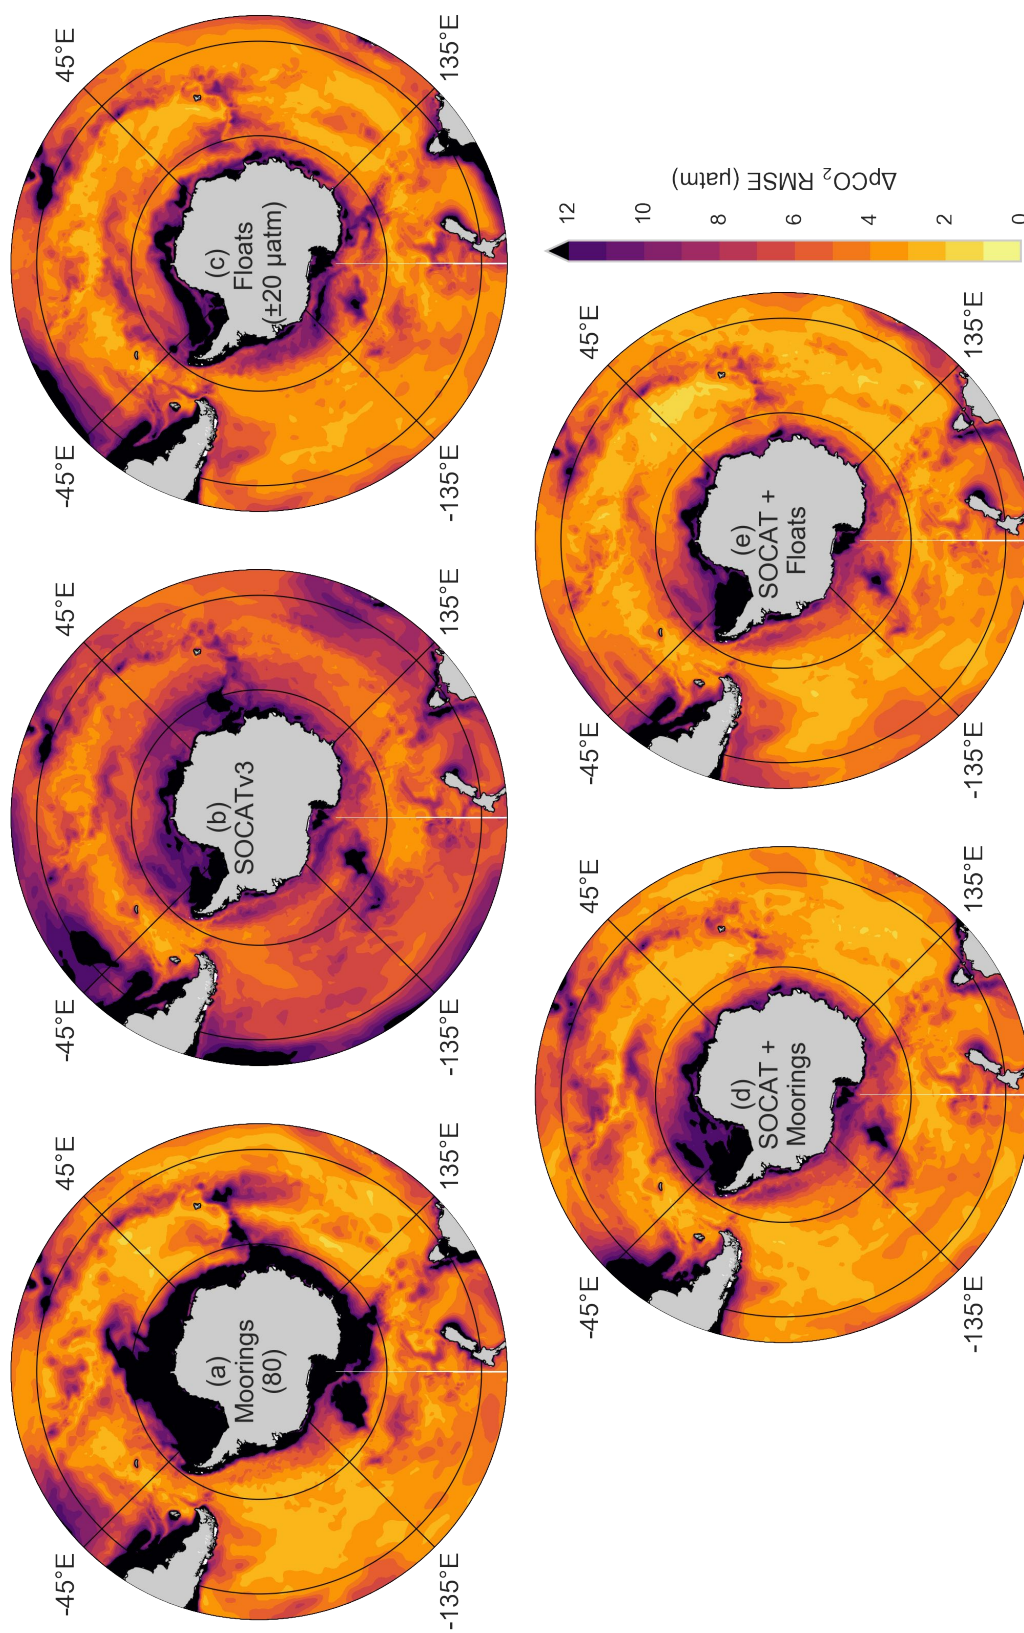 45°E
135°E
-135°E
-45°E
(a)
Moorings
(80)
45°E
135°E
-135°E
-45°E
(b)
SOCATv3
45°E
135°E
-135°E
-45°E
(c)
Floats
(±20 µatm)
45°E
135°E
-135°E
-45°E
(d)
SOCAT +
Moorings
45°E
135°E
-135°E
-45°E
(e)
SOCAT +
Floats
12
10
8
6
4
2
0
ΔpCO₂ RMSE (µatm)